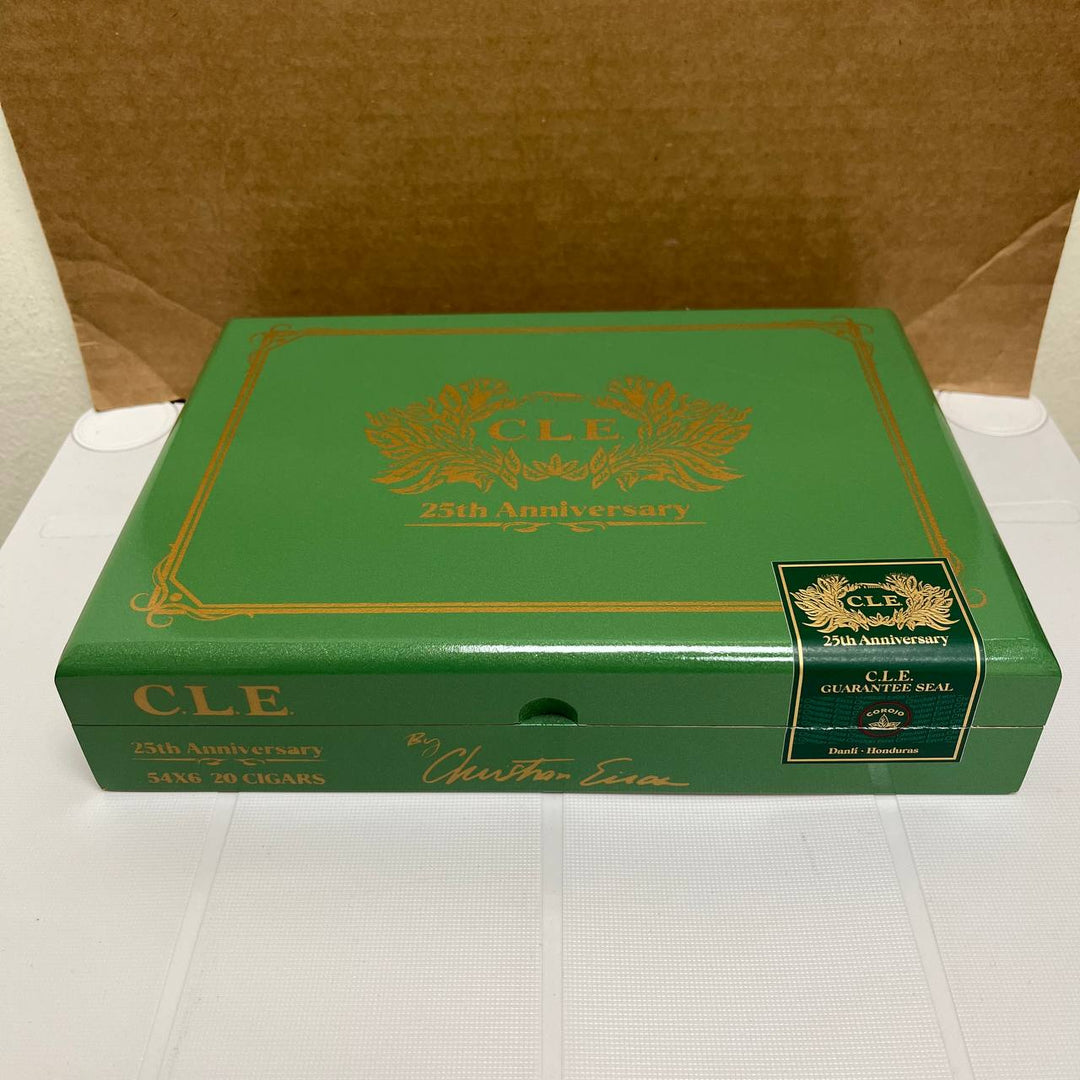 C.L.E
25th Anniversary
C.L.E.
25th Anniversary
C.L.E.
GUARANTEE SEAL
COROJO
Danlí · Honduras
C.L.E.
25th Anniversary
54X6 20 CIGARS
By
Christian Eiroa